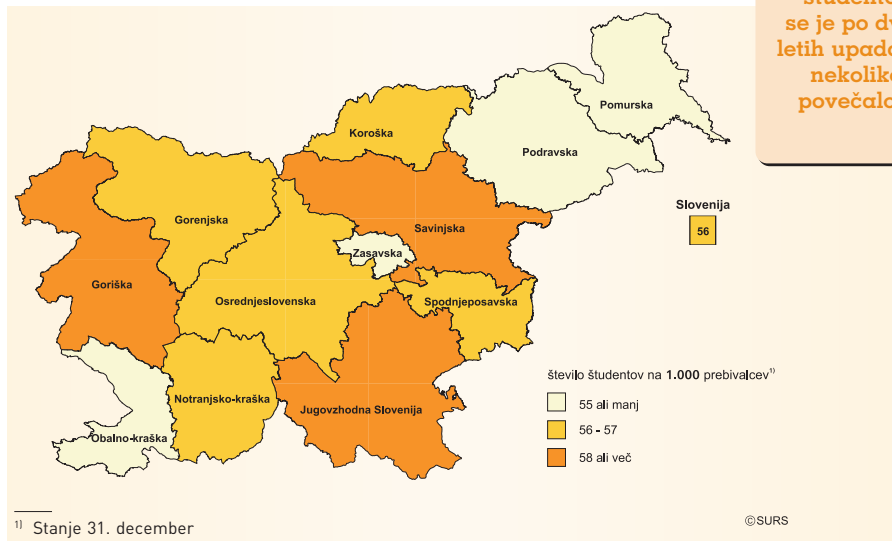 študento
se je po dv
letih upada
nekolik
povečalo
Pomurska
Koroška
Podravska
Slovenija
56
Gorenjska
Savinjska
Zasavska
Goriška
Osrednjeslovenska
Spodnjeposavska
Notranjsko-kraška
Jugovzhodna Slovenija
Obalno-kraška
število študentov na 1.000 prebivalcev¹⁾
55 ali manj
56 - 57
58 ali več
¹⁾ Stanje 31. december
©SURS